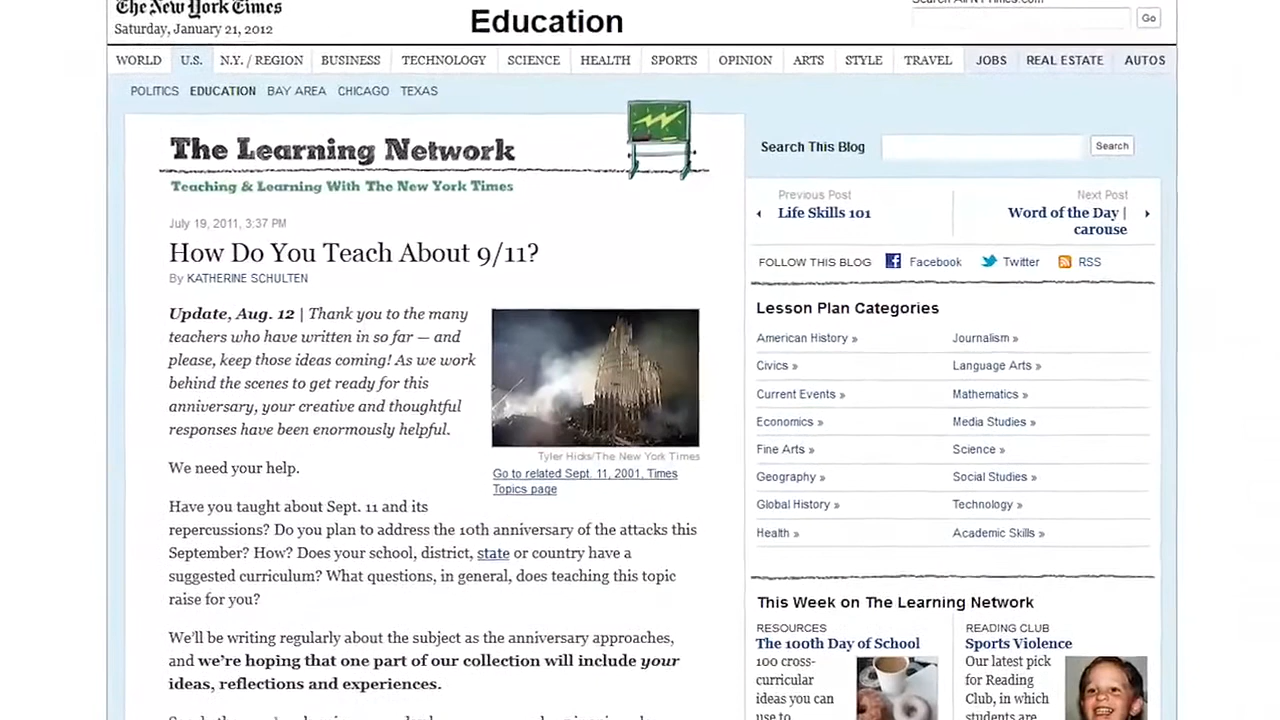 The New York Times
Saturday, January 21, 2012
Education
Search All NYTimes.com
Go
WORLD U.S. N.Y. / REGION BUSINESS TECHNOLOGY SCIENCE HEALTH SPORTS OPINION ARTS STYLE TRAVEL JOBS REAL ESTATE AUTOS
POLITICS EDUCATION BAY AREA CHICAGO TEXAS
The Learning Network
Teaching & Learning With The New York Times
July 19, 2011, 3:37 PM
How Do You Teach About 9/11?
By KATHERINE SCHULTEN
Update, Aug. 12 | Thank you to the many
teachers who have written in so far — and
please, keep those ideas coming! As we work
behind the scenes to get ready for this
anniversary, your creative and thoughtful
responses have been enormously helpful.
Tyler Hicks/The New York Times
Go to related Sept. 11, 2001, Times
Topics page
We need your help.
Have you taught about Sept. 11 and its
repercussions? Do you plan to address the 10th anniversary of the attacks this
September? How? Does your school, district, state or country have a
suggested curriculum? What questions, in general, does teaching this topic
raise for you?
We'll be writing regularly about the subject as the anniversary approaches,
and we're hoping that one part of our collection will include your
ideas, reflections and experiences.
Search This Blog
Search
Previous Post
Life Skills 101
Next Post
Word of the Day |
carouse
FOLLOW THIS BLOG Facebook Twitter RSS
Lesson Plan Categories
American History » Journalism »
Civics » Language Arts »
Current Events » Mathematics »
Economics » Media Studies »
Fine Arts » Science »
Geography » Social Studies »
Global History » Technology »
Health » Academic Skills »
This Week on The Learning Network
RESOURCES
The 100th Day of School
100 cross-
curricular
ideas you can
use to
READING CLUB
Sports Violence
Our latest pick
for Reading
Club, in which
students are